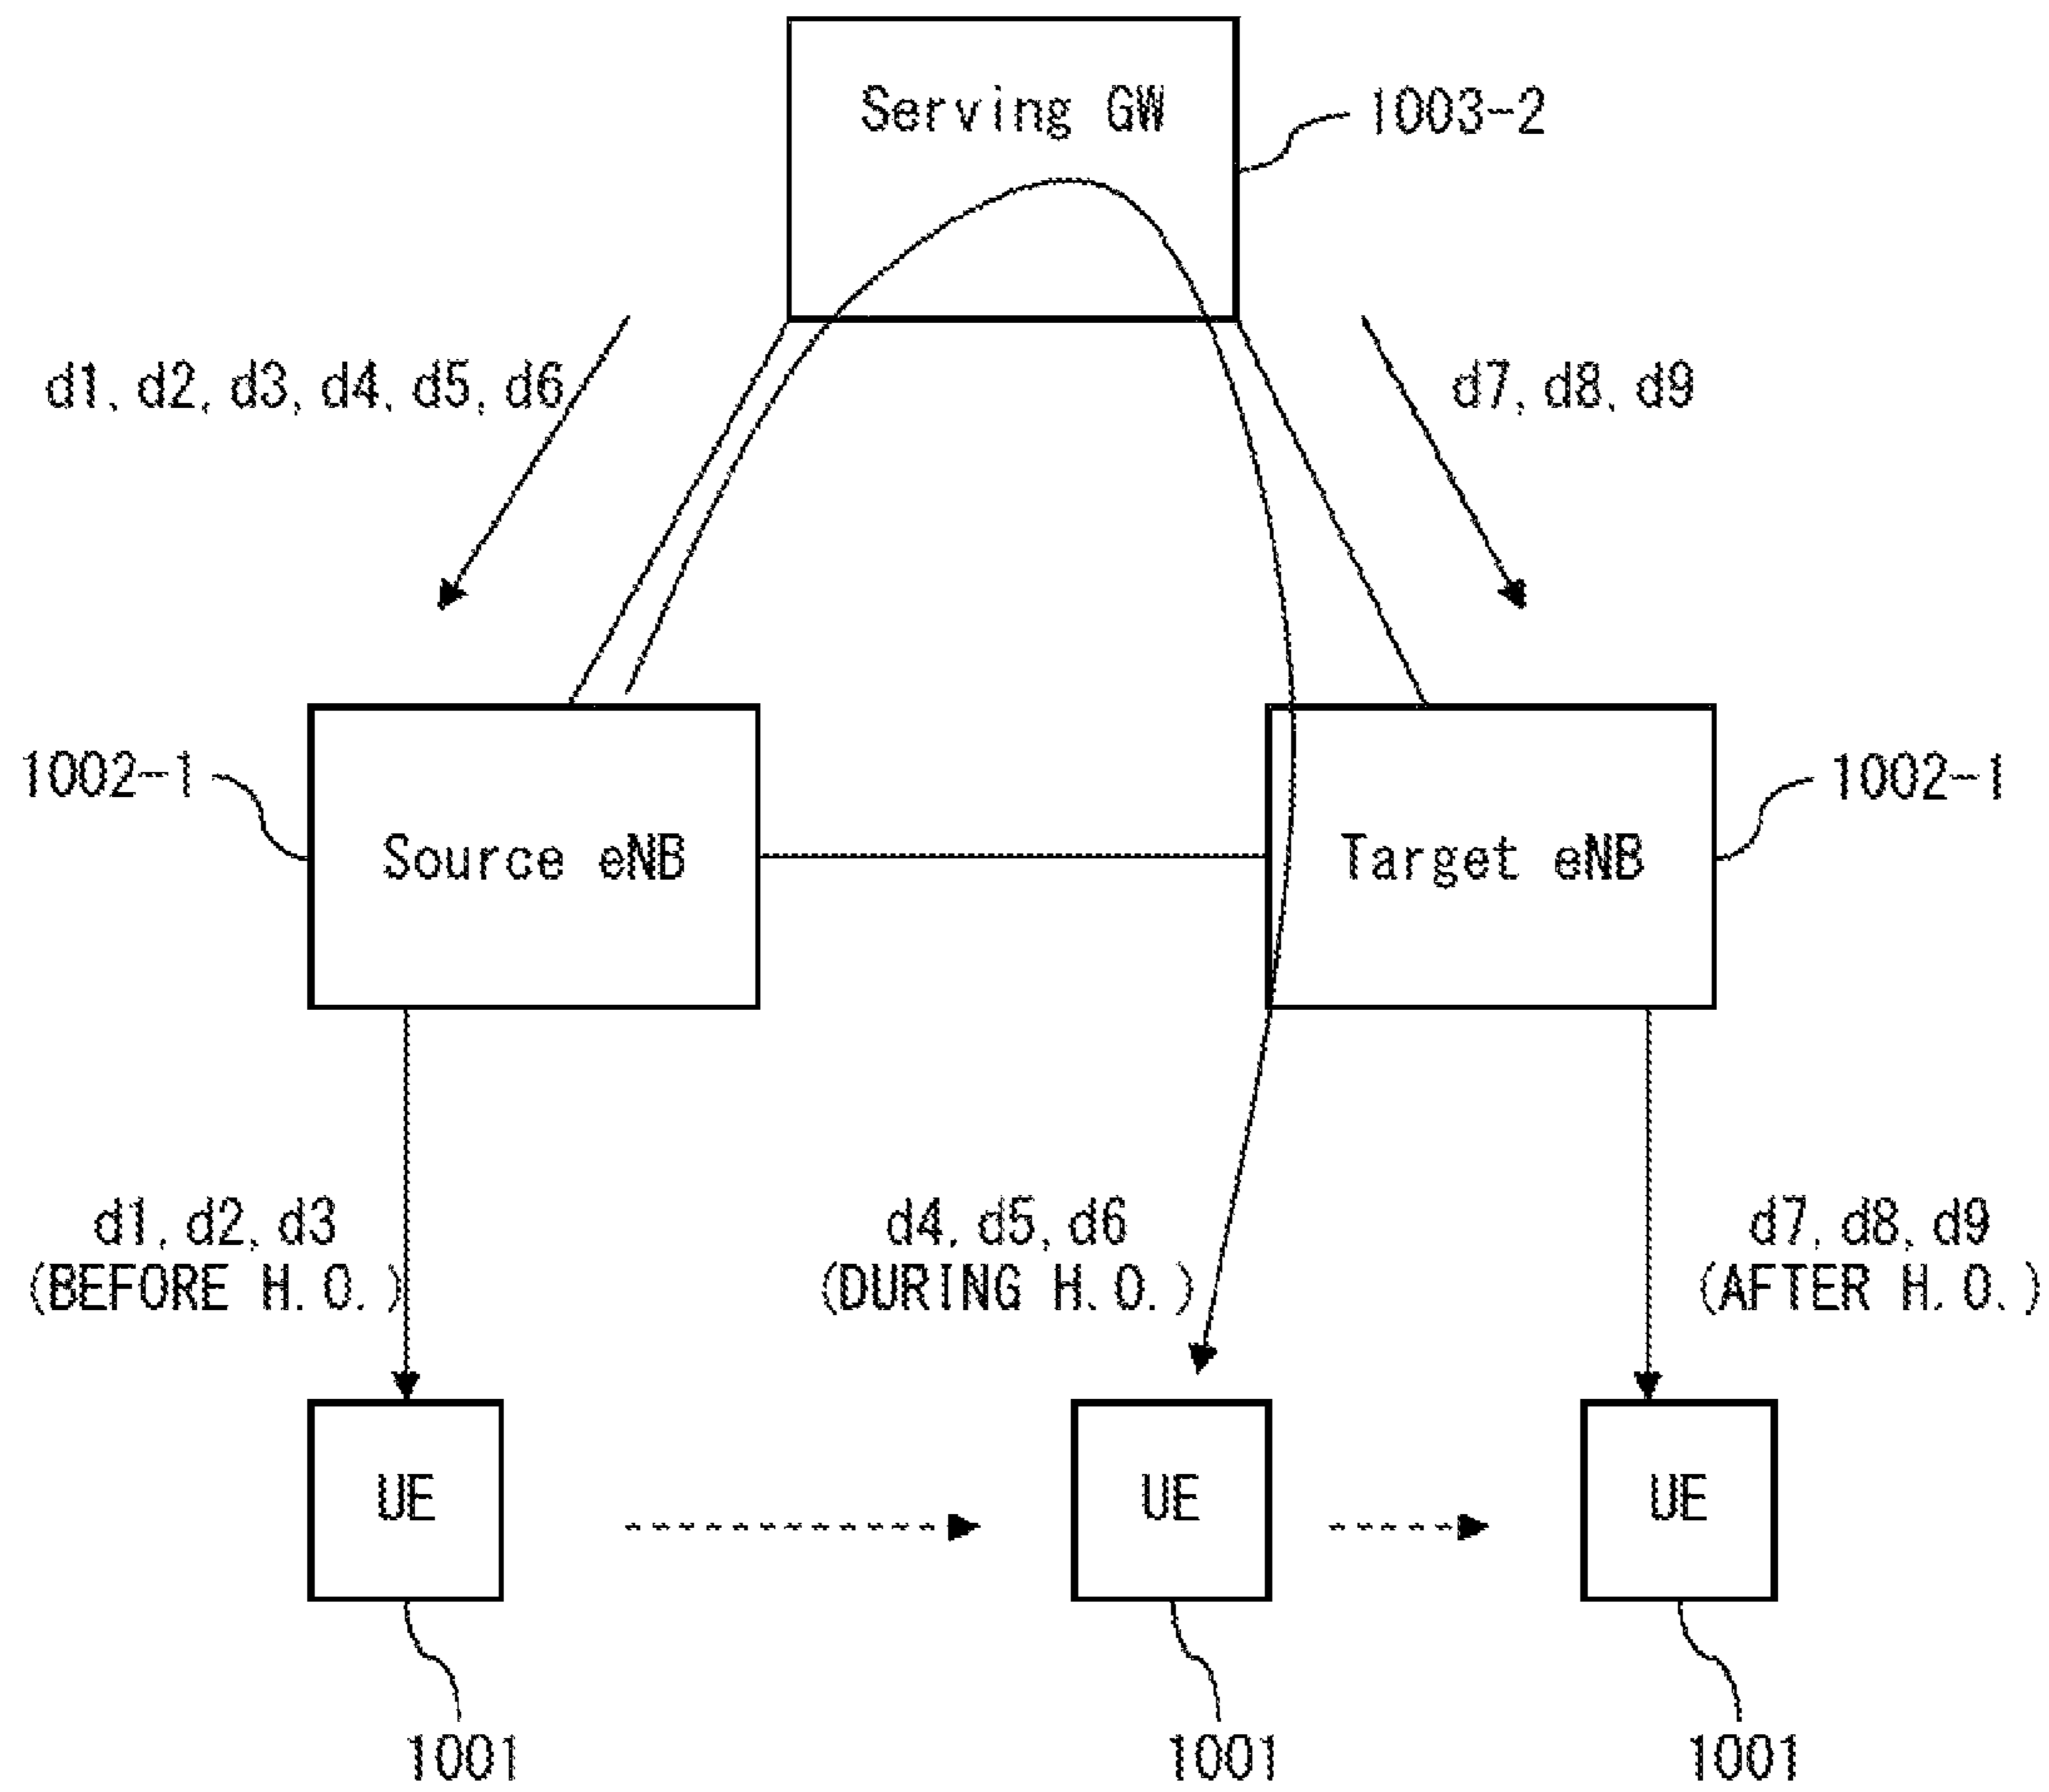 Serving GW
1003-2
d1, d2, d3, d4, d5, d6
d7, d8, d9
1002-1
Source eNB
Target eNB
1002-1
d1, d2, d3
(BEFORE H.O.)
d4, d5, d6
(DURING H.O.)
d7, d8, d9
(AFTER H.O.)
UE
UE
UE
1001
1001
1001